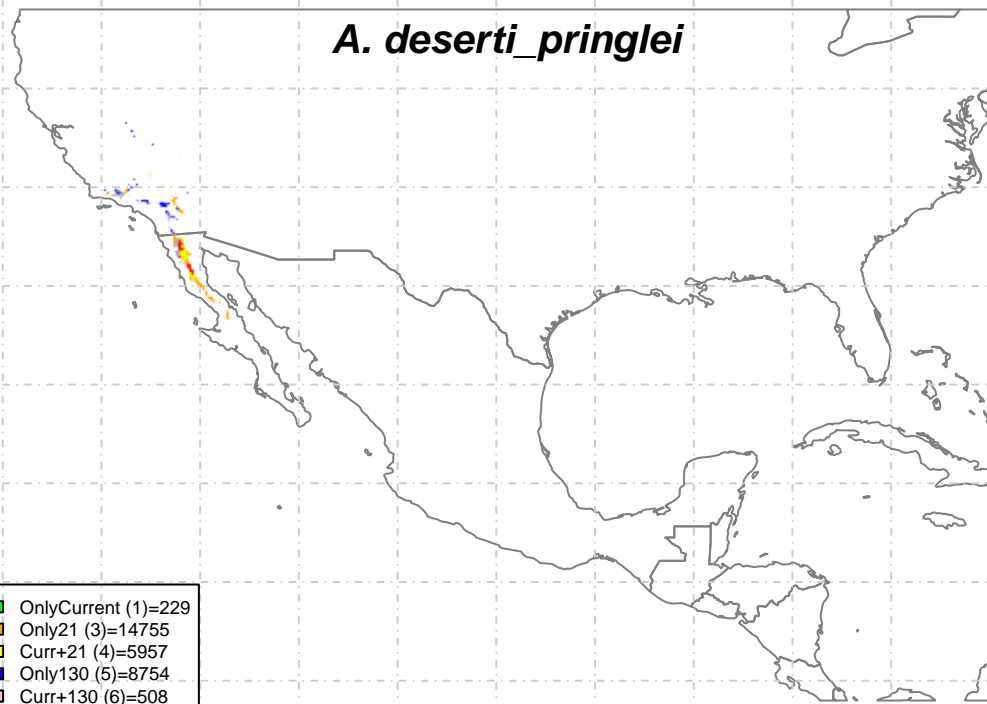 A. deserti_pringlei
OnlyCurrent (1)=229
Only21 (3)=14755
Curr+21 (4)=5957
Only130 (5)=8754
Curr+130 (6)=508